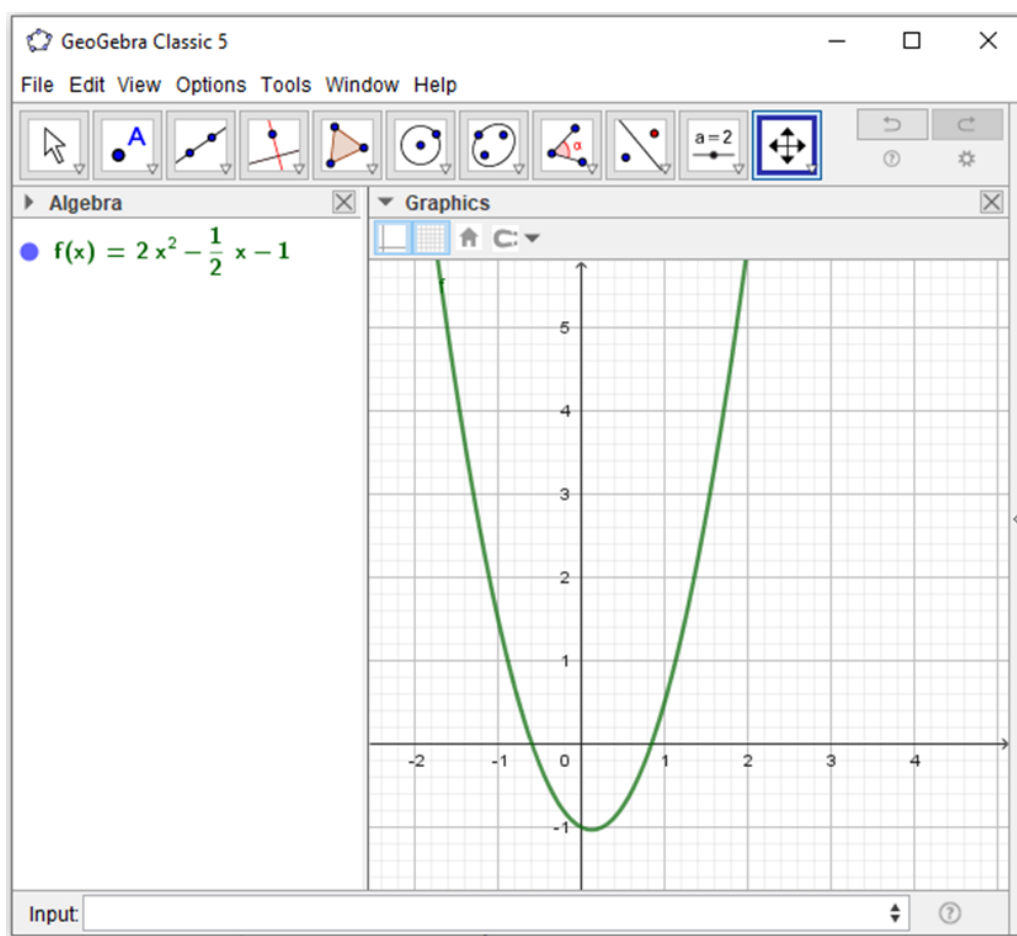 GeoGebra Classic 5
File Edit View Options Tools Window Help
A
α
a=2
Algebra
Graphics
f(x) = 2 x² − 1/2 x − 1
f
5
4
3
2
1
-2 -1 0 1 2 3 4
-1
Input: